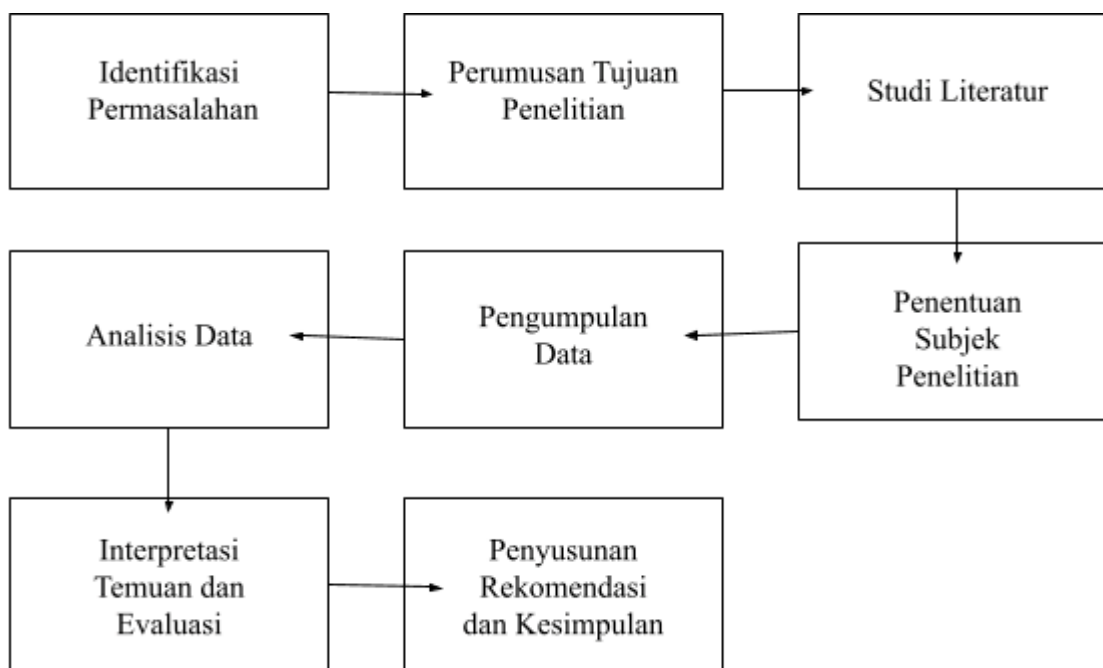 Identifikasi
Permasalahan
Perumusan Tujuan
Penelitian
Studi Literatur
Penentuan
Subjek
Penelitian
Pengumpulan
Data
Analisis Data
Interpretasi
Temuan dan
Evaluasi
Penyusunan
Rekomendasi
dan Kesimpulan